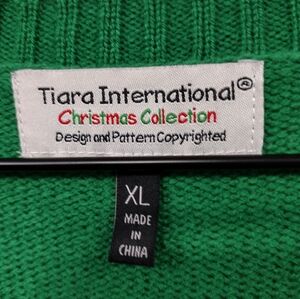 Tiara International®
Christmas Collection
Design and Pattern Copyrighted
XL
MADE
IN
CHINA